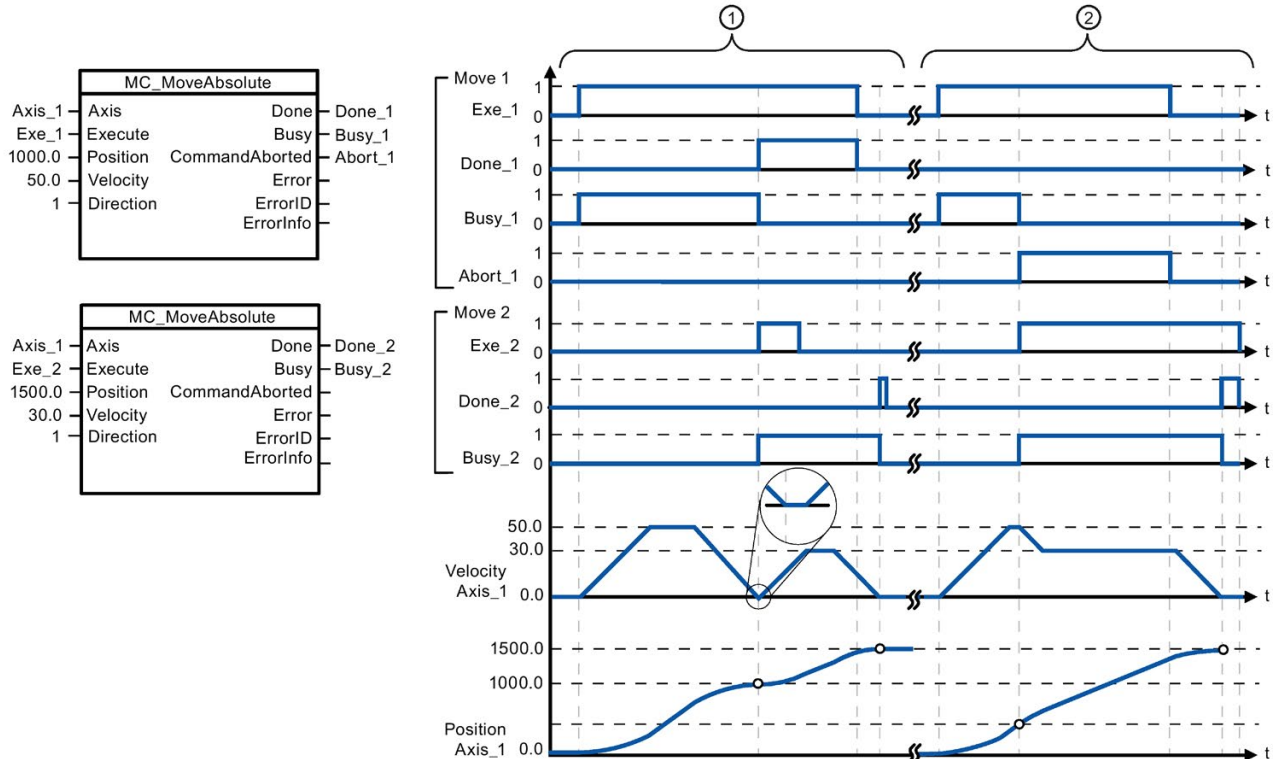 1
2
MC_MoveAbsolute
Axis_1 Axis Done Done_1
Exe_1 Execute Busy Busy_1
1000.0 Position CommandAborted Abort_1
50.0 Velocity Error
1 Direction ErrorID
ErrorInfo
MC_MoveAbsolute
Axis_1 Axis Done Done_2
Exe_2 Execute Busy Busy_2
1500.0 Position CommandAborted
30.0 Velocity Error
1 Direction ErrorID
ErrorInfo
Move 1
1
Exe_1
0 t
1
Done_1
0 t
1
Busy_1
0 t
1
Abort_1
0 t
Move 2
1
Exe_2
0 t
1
Done_2
0 t
1
Busy_2
0 t
50.0
30.0
Velocity
Axis_1 0.0 t
1500.0
1000.0
Position
Axis_1 0.0 t